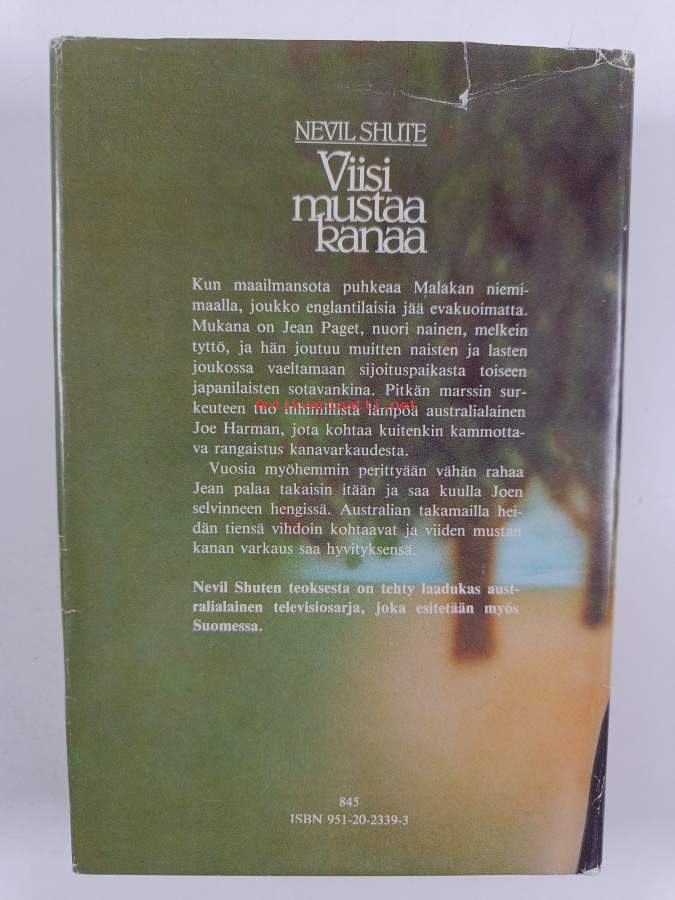 NEVIL SHUTE
Viisi
mustaa
kanaa
Kun maailmansota puhkeaa Malakan niemi-
maalla, joukko englantilaisia jää evakuoimatta.
Mukana on Jean Paget, nuori nainen, melkein
tyttö, ja hän joutuu muitten naisten ja lasten
joukossa vaeltamaan sijoituspaikasta toiseen
japanilaisten sotavankina. Pitkän marssin sur-
keuteen tuo inhimillistä lämpöä australialainen
Joe Harman, jota kohtaa kuitenkin kammotta-
va rangaistus kanavarkaudesta.
Vuosia myöhemmin perittyään vähän rahaa
Jean palaa takaisin itään ja saa kuulla Joen
selvinneen hengissä. Australian takamailla hei-
dän tiensä vihdoin kohtaavat ja viiden mustan
kanan varkaus saa hyvityksensä.
Nevil Shuten teoksesta on tehty laadukas aust-
ralialainen televisiosarja, joka esitetään myös
Suomessa.
845
ISBN 951-20-2339-3